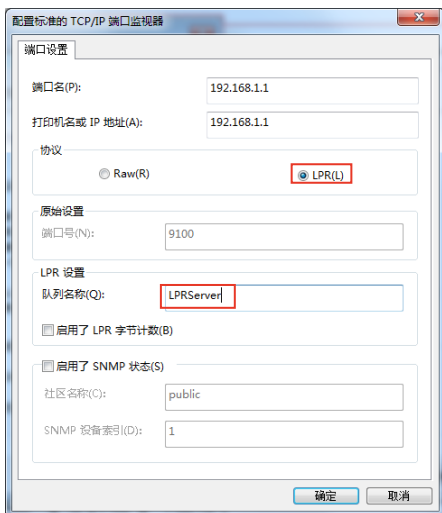 配置标准的 TCP/IP 端口监视器
端口设置
端口名(P): 192.168.1.1
打印机名或 IP 地址(A): 192.168.1.1
协议
Raw(R) LPR(L)
原始设置
端口号(N): 9100
LPR 设置
队列名称(Q): LPRServer
启用了 LPR 字节计数(B)
启用了 SNMP 状态(S)
社区名称(C): public
SNMP 设备索引(D): 1
确定 取消